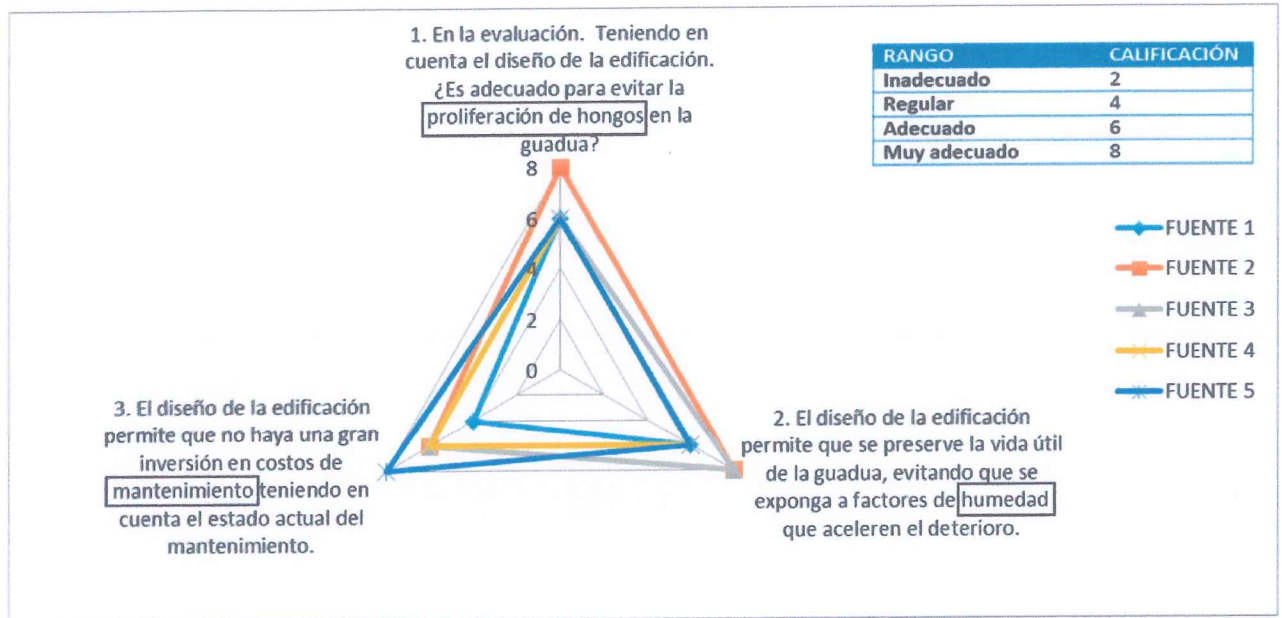 1. En la evaluación. Teniendo en
cuenta el diseño de la edificación.
¿Es adecuado para evitar la
proliferación de hongos en la
guadua?
RANGO CALIFICACIÓN
Inadecuado 2
Regular 4
Adecuado 6
Muy adecuado 8
8
6
4
2
0
FUENTE 1
FUENTE 2
FUENTE 3
FUENTE 4
FUENTE 5
3. El diseño de la edificación
permite que no haya una gran
inversión en costos de
mantenimiento teniendo en
cuenta el estado actual del
mantenimiento.
2. El diseño de la edificación
permite que se preserve la vida útil
de la guadua, evitando que se
exponga a factores de humedad
que aceleren el deterioro.